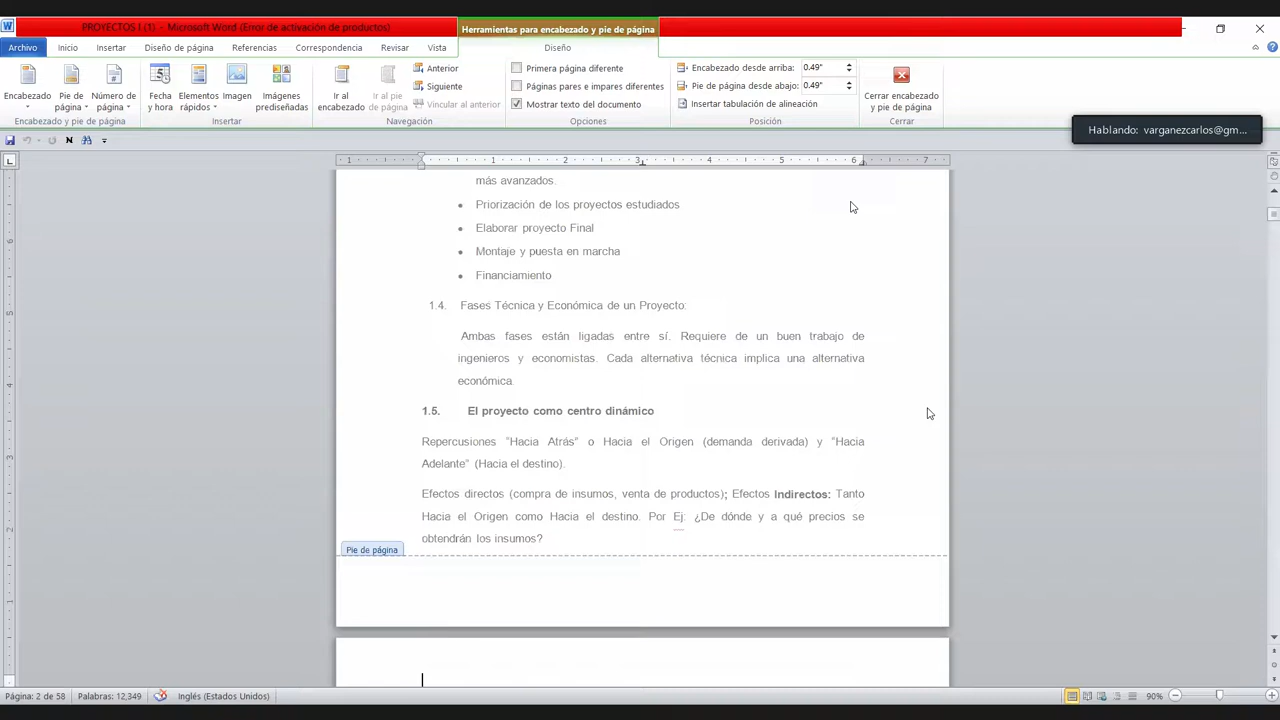 PROYECTOS I (1) - Microsoft Word (Error de activación de productos)
Herramientas para encabezado y pie de página
Archivo Inicio Insertar Diseño de página Referencias Correspondencia Revisar Vista Diseño
Encabezado
Pie de página
Número de página
Encabezado y pie de página
Fecha y hora
Elementos rápidos
Imagen
Imágenes prediseñadas
Insertar
Ir al encabezado
Ir al pie de página
Anterior
Siguiente
Vincular al anterior
Navegación
Primera página diferente
Páginas pares e impares diferentes
Mostrar texto del documento
Opciones
Encabezado desde arriba: 0.49"
Pie de página desde abajo: 0.49"
Insertar tabulación de alineación
Posición
Cerrar encabezado y pie de página
Cerrar
Hablando: varganezcarlos@gm...
N
1 1 2 3 4 5 6 7
más avanzados.
• Priorización de los proyectos estudiados
• Elaborar proyecto Final
• Montaje y puesta en marcha
• Financiamiento
1.4. Fases Técnica y Económica de un Proyecto:
Ambas fases están ligadas entre sí. Requiere de un buen trabajo de
ingenieros y economistas. Cada alternativa técnica implica una alternativa
económica.
1.5. El proyecto como centro dinámico
Repercusiones "Hacia Atrás" o Hacia el Origen (demanda derivada) y "Hacia
Adelante" (Hacia el destino).
Efectos directos (compra de insumos, venta de productos); Efectos Indirectos: Tanto
Hacia el Origen como Hacia el destino. Por Ej: ¿De dónde y a qué precios se
obtendrán los insumos?
Pie de página
Página: 2 de 58 Palabras: 12,349 Inglés (Estados Unidos) 90%